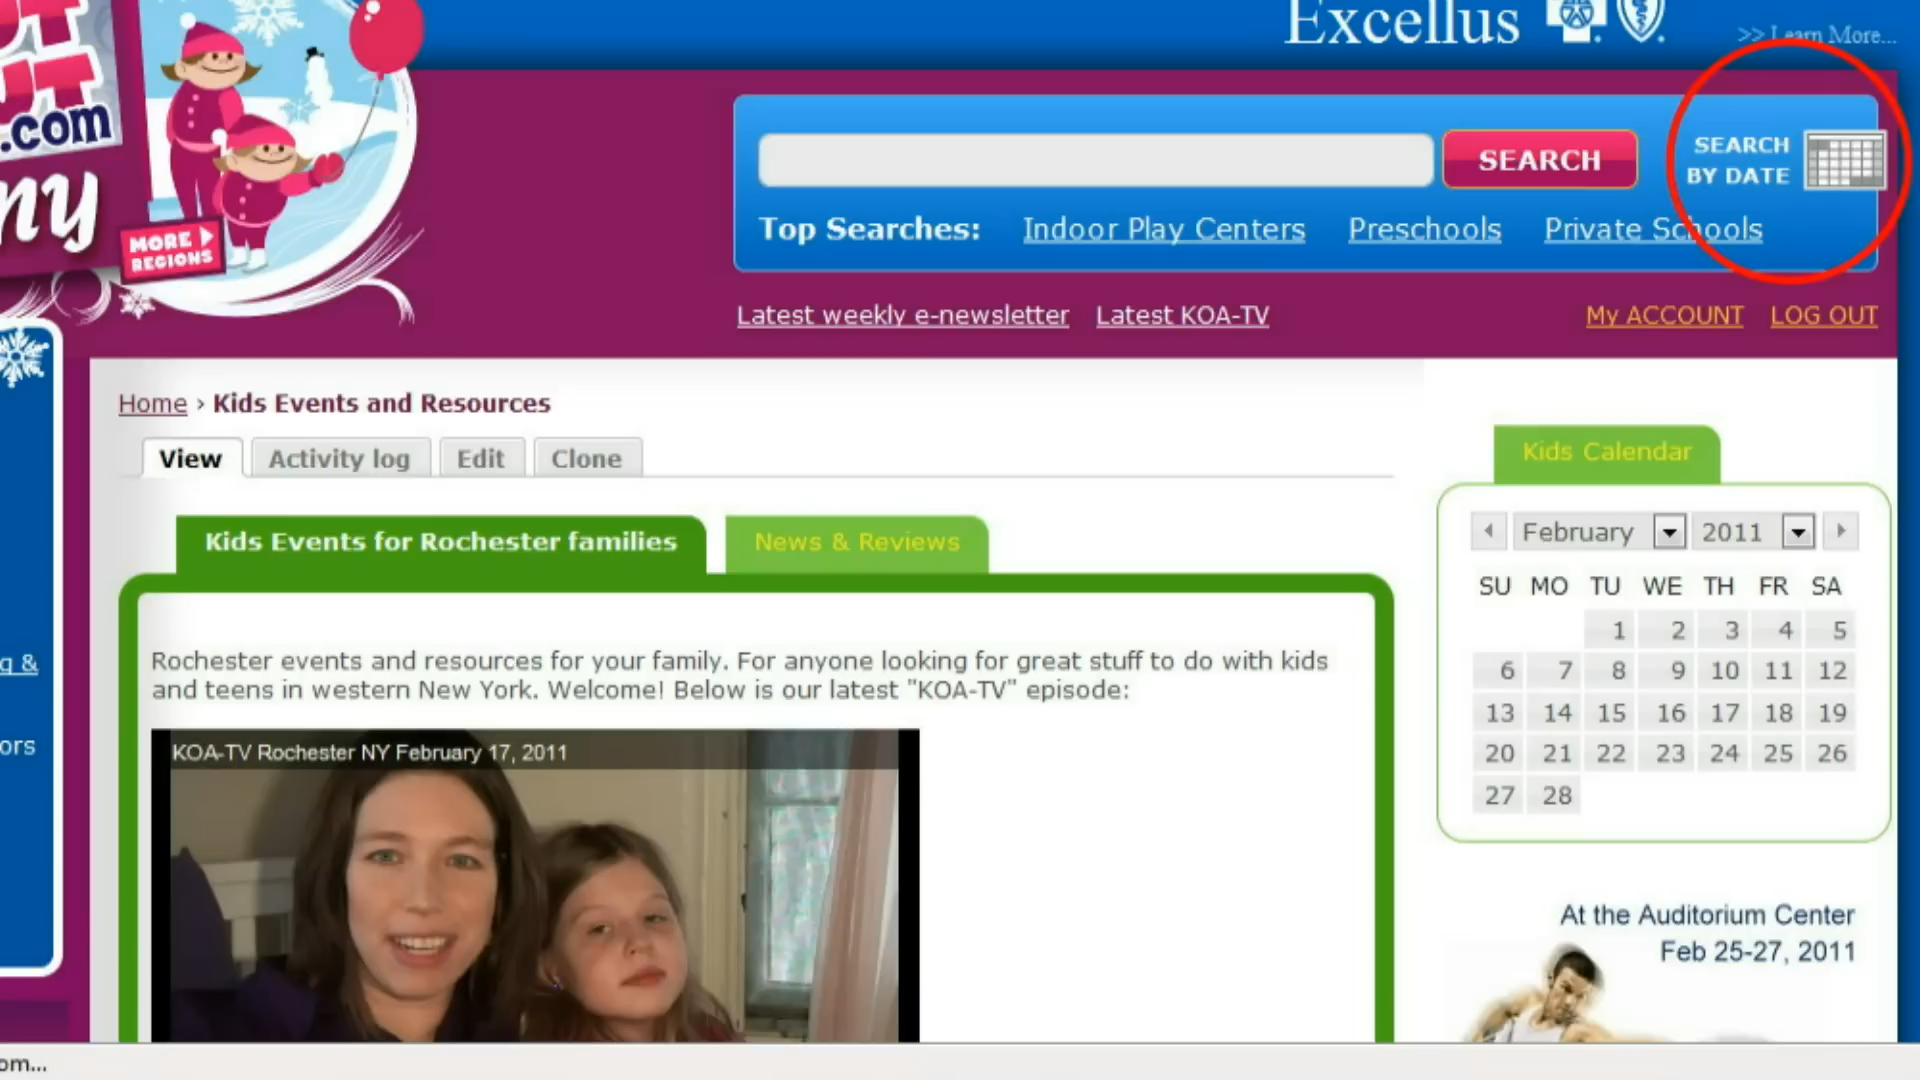 Excellus
>> Learn More...
.com
ny
MORE
REGIONS
SEARCH
SEARCH
BY DATE
Top Searches: Indoor Play Centers Preschools Private Schools
Latest weekly e-newsletter Latest KOA-TV
My ACCOUNT LOG OUT
Home › Kids Events and Resources
View Activity log Edit Clone
Kids Events for Rochester families News & Reviews
Rochester events and resources for your family. For anyone looking for great stuff to do with kids
and teens in western New York. Welcome! Below is our latest "KOA-TV" episode:
KOA-TV Rochester NY February 17, 2011
Kids Calendar
February 2011
SU MO TU WE TH FR SA
1 2 3 4 5
6 7 8 9 10 11 12
13 14 15 16 17 18 19
20 21 22 23 24 25 26
27 28
At the Auditorium Center
Feb 25-27, 2011
g &
ors
om...